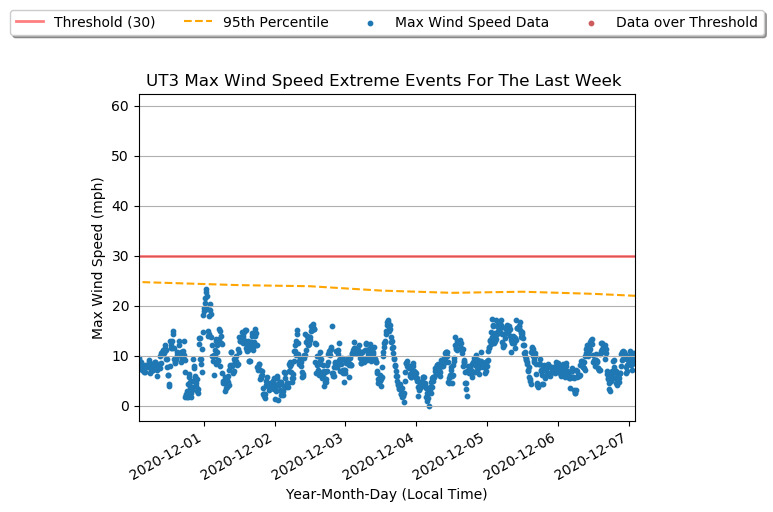 Threshold (30) 95th Percentile Max Wind Speed Data Data over Threshold
UT3 Max Wind Speed Extreme Events For The Last Week
Max Wind Speed (mph)
60
50
40
30
20
10
0
2020-12-01 2020-12-02 2020-12-03 2020-12-04 2020-12-05 2020-12-06 2020-12-07
Year-Month-Day (Local Time)